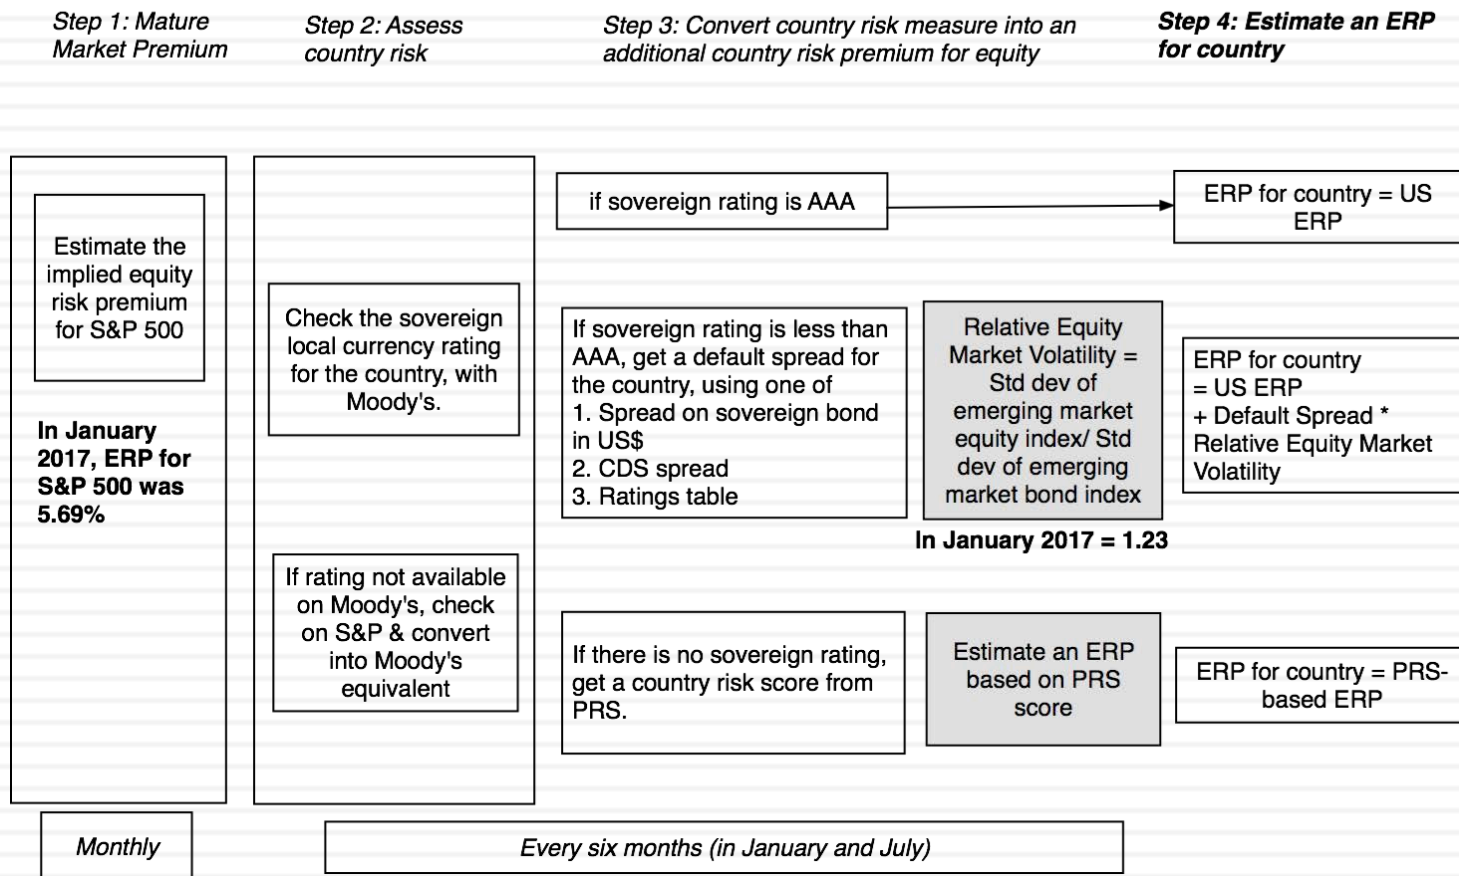 Step 1: Mature
Market Premium
Step 2: Assess
country risk
Step 3: Convert country risk measure into an
additional country risk premium for equity
Step 4: Estimate an ERP
for country
Estimate the
implied equity
risk premium
for S&P 500
In January
2017, ERP for
S&P 500 was
5.69%
Check the sovereign
local currency rating
for the country, with
Moody's.
If rating not available
on Moody's, check
on S&P & convert
into Moody's
equivalent
if sovereign rating is AAA
ERP for country = US
ERP
If sovereign rating is less than
AAA, get a default spread for
the country, using one of
1. Spread on sovereign bond
in US$
2. CDS spread
3. Ratings table
Relative Equity
Market Volatility =
Std dev of
emerging market
equity index/ Std
dev of emerging
market bond index
In January 2017 = 1.23
ERP for country
= US ERP
+ Default Spread *
Relative Equity Market
Volatility
If there is no sovereign rating,
get a country risk score from
PRS.
Estimate an ERP
based on PRS
score
ERP for country = PRS-
based ERP
Monthly
Every six months (in January and July)